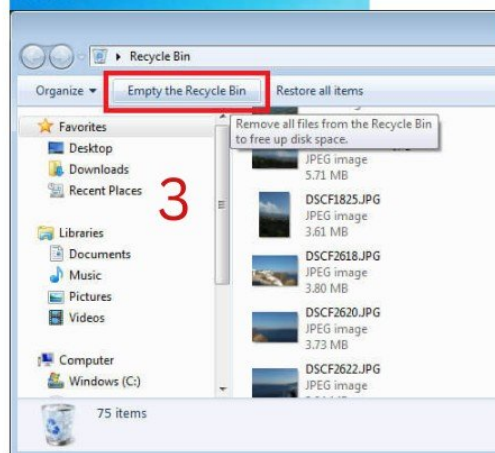 Recycle Bin
Organize
Empty the Recycle Bin
Restore all items
Remove all files from the Recycle Bin
to free up disk space.
Favorites
Desktop
Downloads
Recent Places
3
Libraries
Documents
Music
Pictures
Videos
Computer
Windows (C:)
JPEG image
5.71 MB
DSCF1825.JPG
JPEG image
3.61 MB
DSCF2618.JPG
JPEG image
3.80 MB
DSCF2620.JPG
JPEG image
3.73 MB
DSCF2622.JPG
JPEG image
75 items